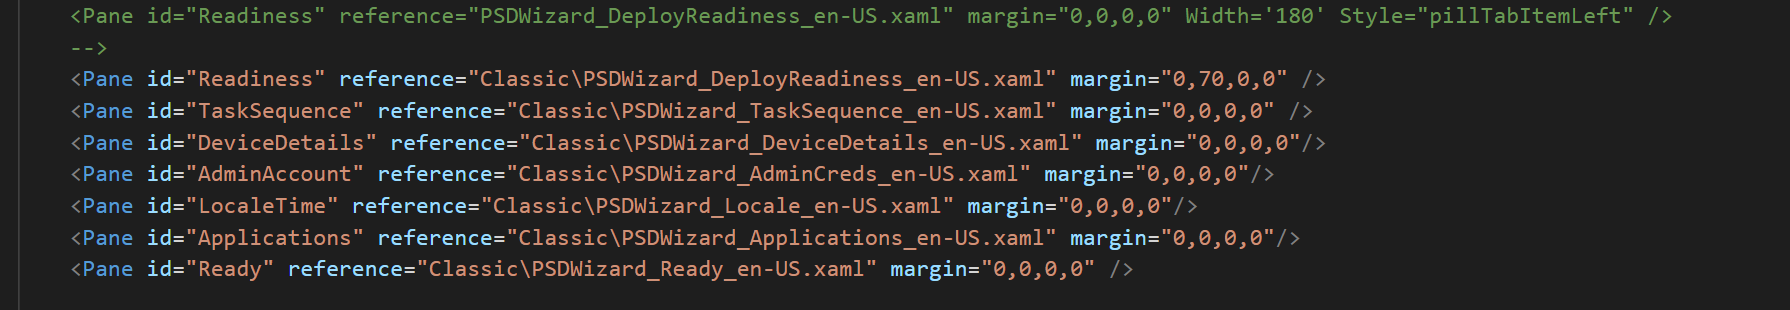 <Pane id="Readiness" reference="PSDWizard_DeployReadiness_en-US.xaml" margin="0,0,0,0" Width='180' Style="pillTabItemLeft" />
-->
<Pane id="Readiness" reference="Classic\PSDWizard_DeployReadiness_en-US.xaml" margin="0,70,0,0" />
<Pane id="TaskSequence" reference="Classic\PSDWizard_TaskSequence_en-US.xaml" margin="0,0,0,0" />
<Pane id="DeviceDetails" reference="Classic\PSDWizard_DeviceDetails_en-US.xaml" margin="0,0,0,0"/>
<Pane id="AdminAccount" reference="Classic\PSDWizard_AdminCreds_en-US.xaml" margin="0,0,0,0"/>
<Pane id="LocaleTime" reference="Classic\PSDWizard_Locale_en-US.xaml" margin="0,0,0,0"/>
<Pane id="Applications" reference="Classic\PSDWizard_Applications_en-US.xaml" margin="0,0,0,0"/>
<Pane id="Ready" reference="Classic\PSDWizard_Ready_en-US.xaml" margin="0,0,0,0" />